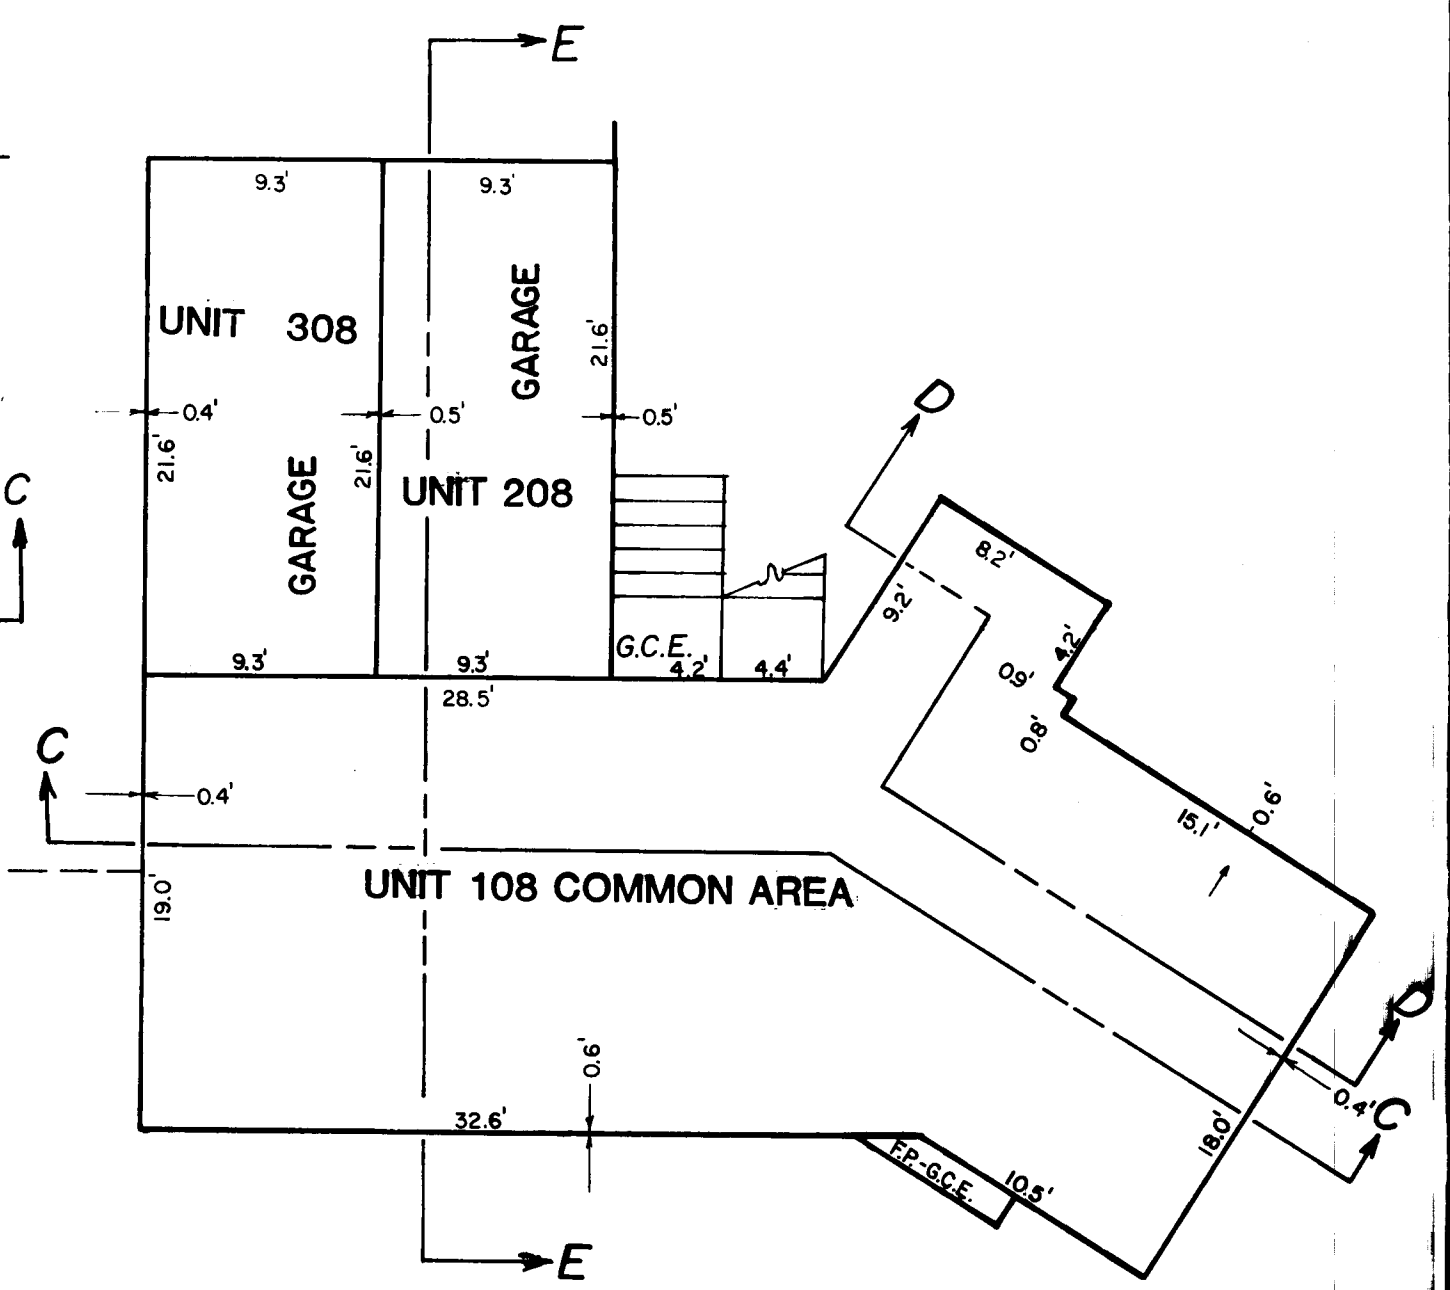 E
9.3'
9.3'
UNIT 308
GARAGE
21.6'
0.4'
0.5'
0.5'
21.6'
21.6'
D
C
GARAGE
UNIT 208
8.2'
9.2'
4.2'
G.C.E.
9.3'
9.3'
4.2'
4.4'
0.9'
28.5'
0.8'
C
0.4'
0.6'
15.1'
UNIT 108 COMMON AREA
19.0'
D
0.4'
C
0.6'
32.6'
18.0'
F.P.-G.C.E.
10.5'
E